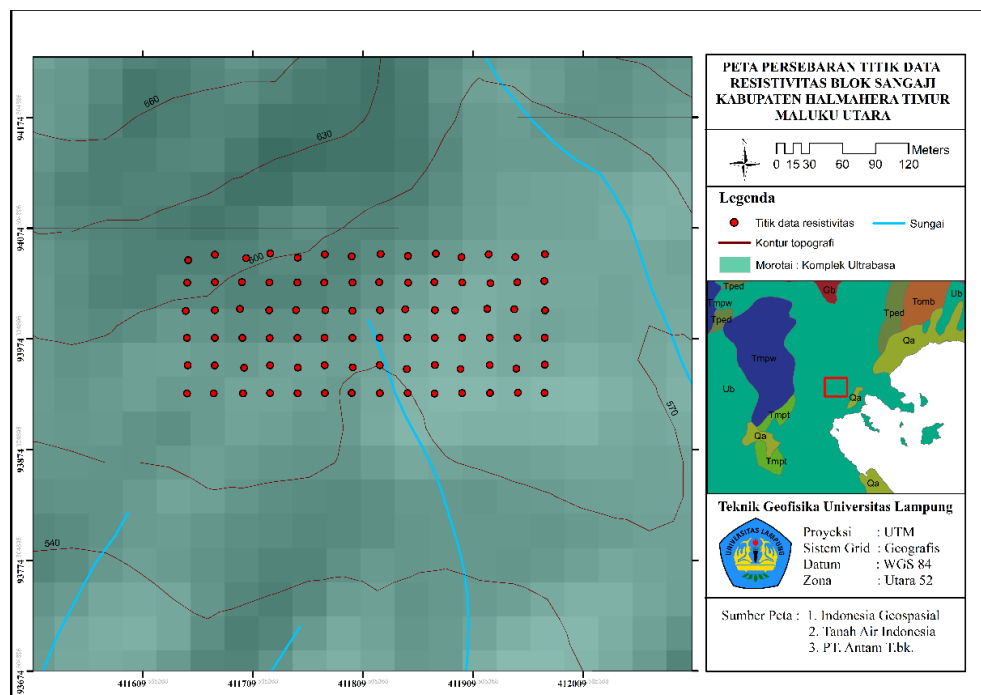 PETA PERSEBARAN TITIK DATA
RESISTIVITAS BLOK SANGAJI
KABUPATEN HALMAHERA TIMUR
MALUKU UTARA
N
Meters
0 15 30 60 90 120
Legenda
Titik data resistivitas
Sungai
Kontur topografi
Morotai : Komplek Ultrabasa
Tped
Gb
Tomb
Ub
Tmpw
Tped
Tped
Qa
Tmpw
Ub
Qa
Tmpt
Qa
Tmpt
Qa
Teknik Geofisika Universitas Lampung
UNIVERSITAS LAMPUNG
Proyeksi : UTM
Sistem Grid : Geografis
Datum : WGS 84
Zona : Utara 52
Sumber Peta : 1. Indonesia Geospasial
2. Tanah Air Indonesia
3. PT. Antam T.bk.
660
630
600
570
540
94174
94074
93974
93874
93774
93674
411609
411709
411809
411909
412009